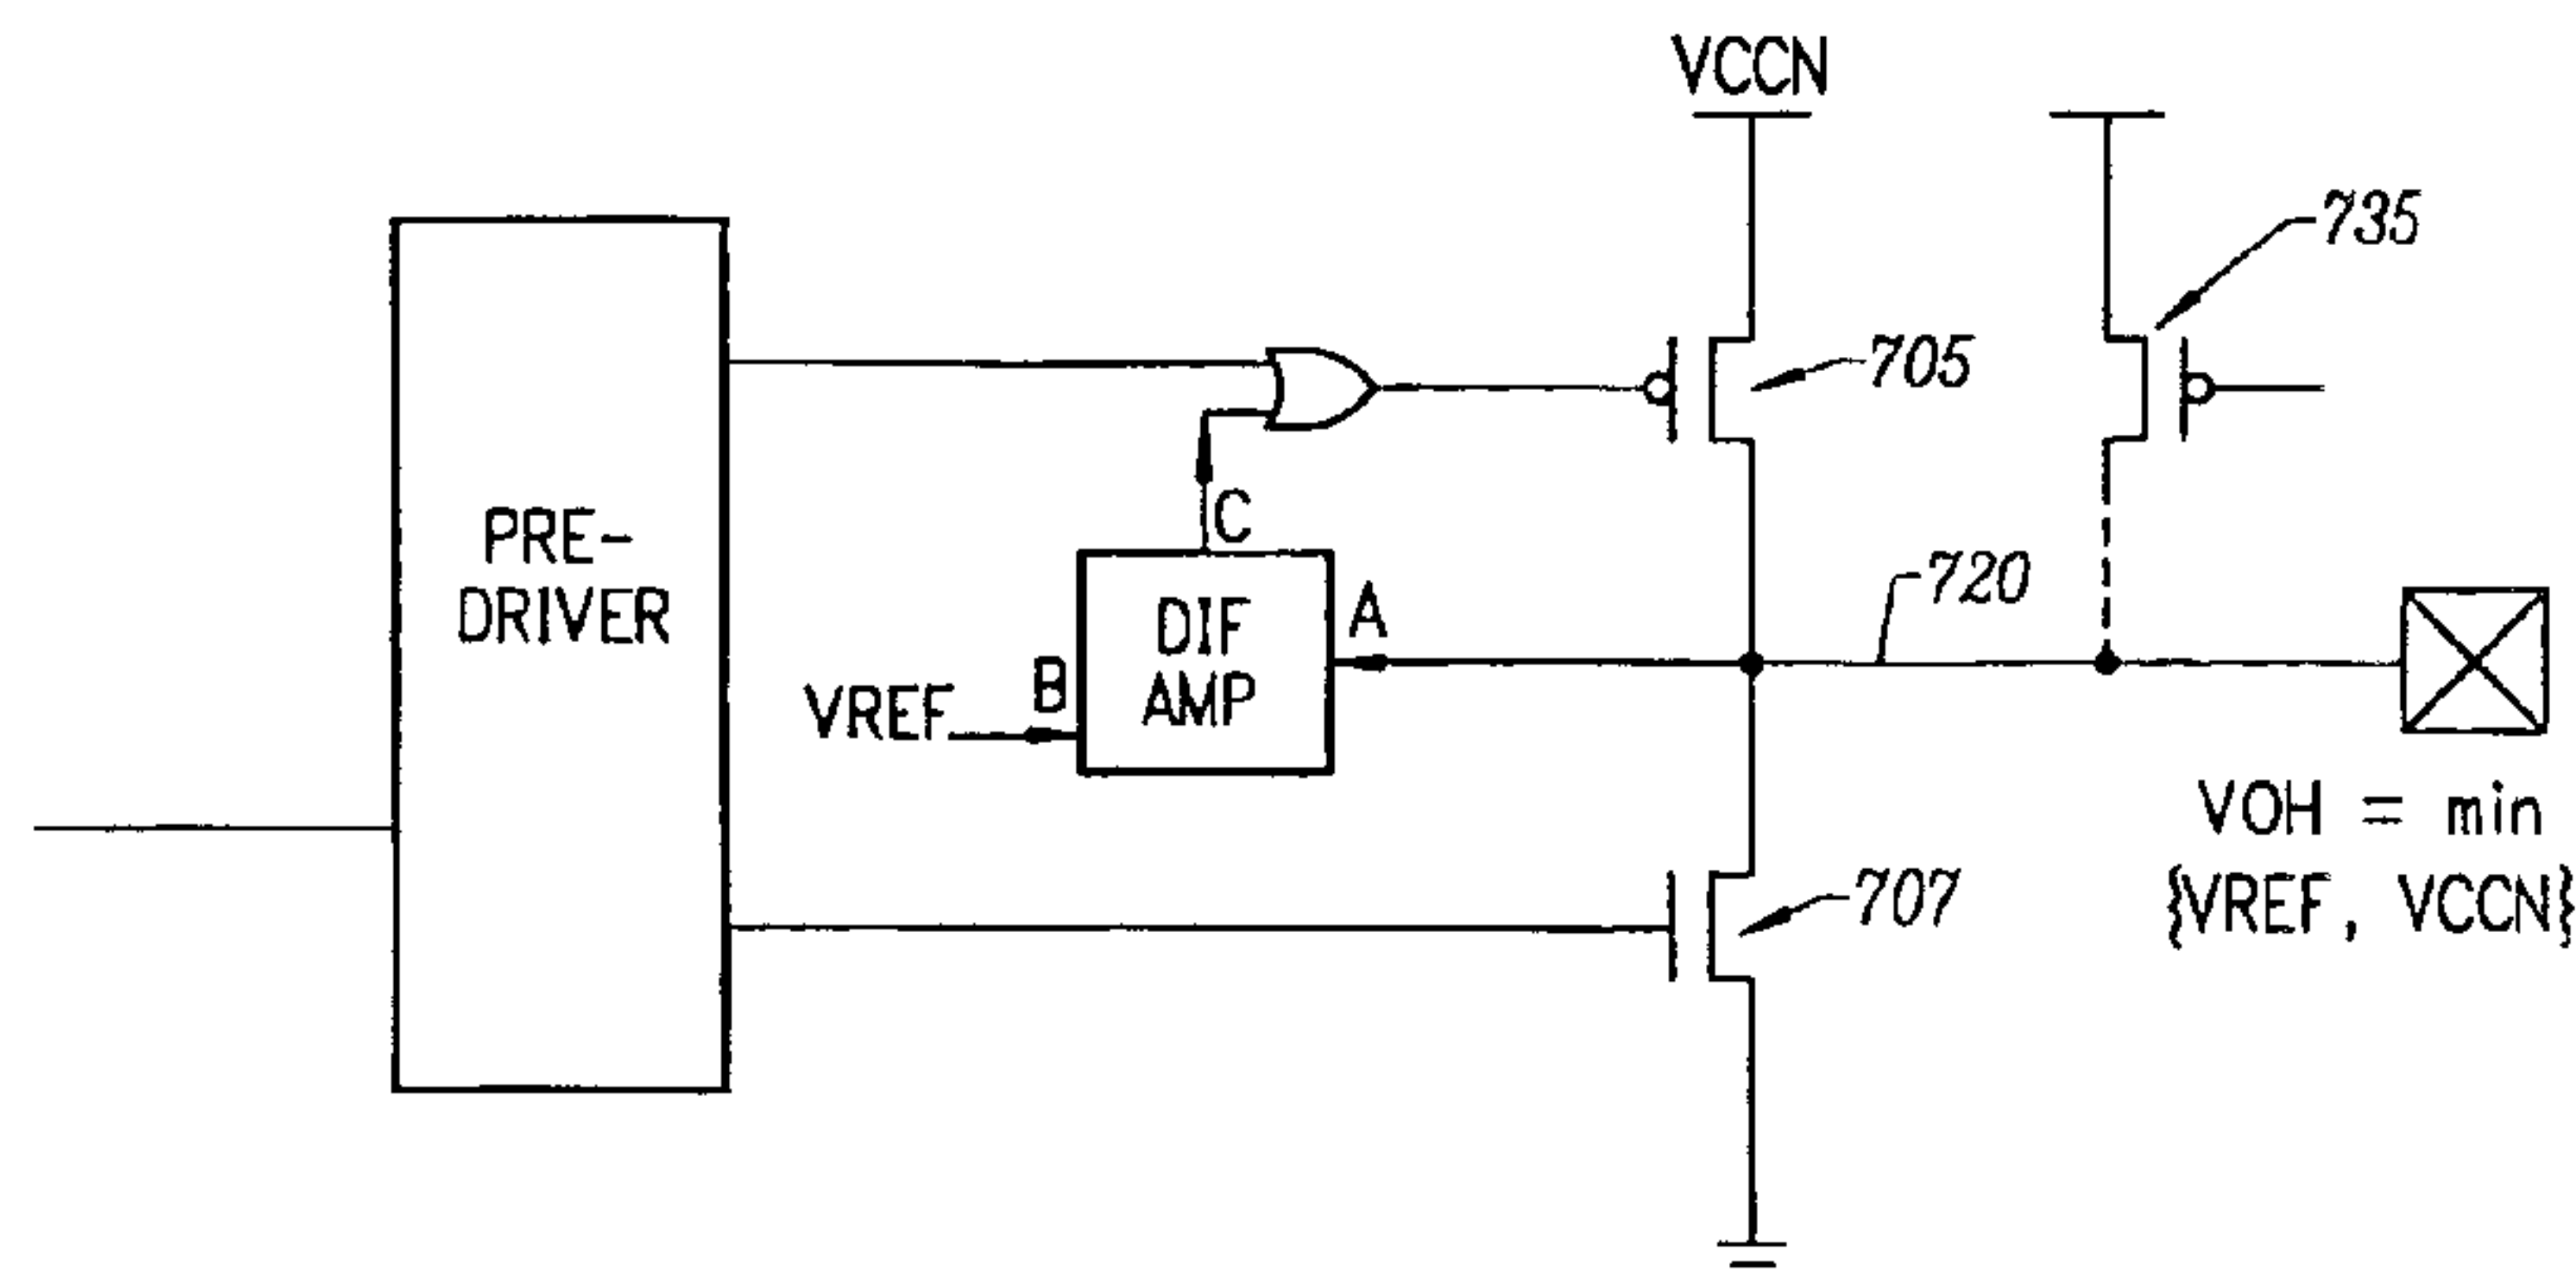 VCCN
735
705
C
PRE-
DRIVER
DIF
AMP
A
720
B
VREF
VOH = min
{VREF, VCCN}
707